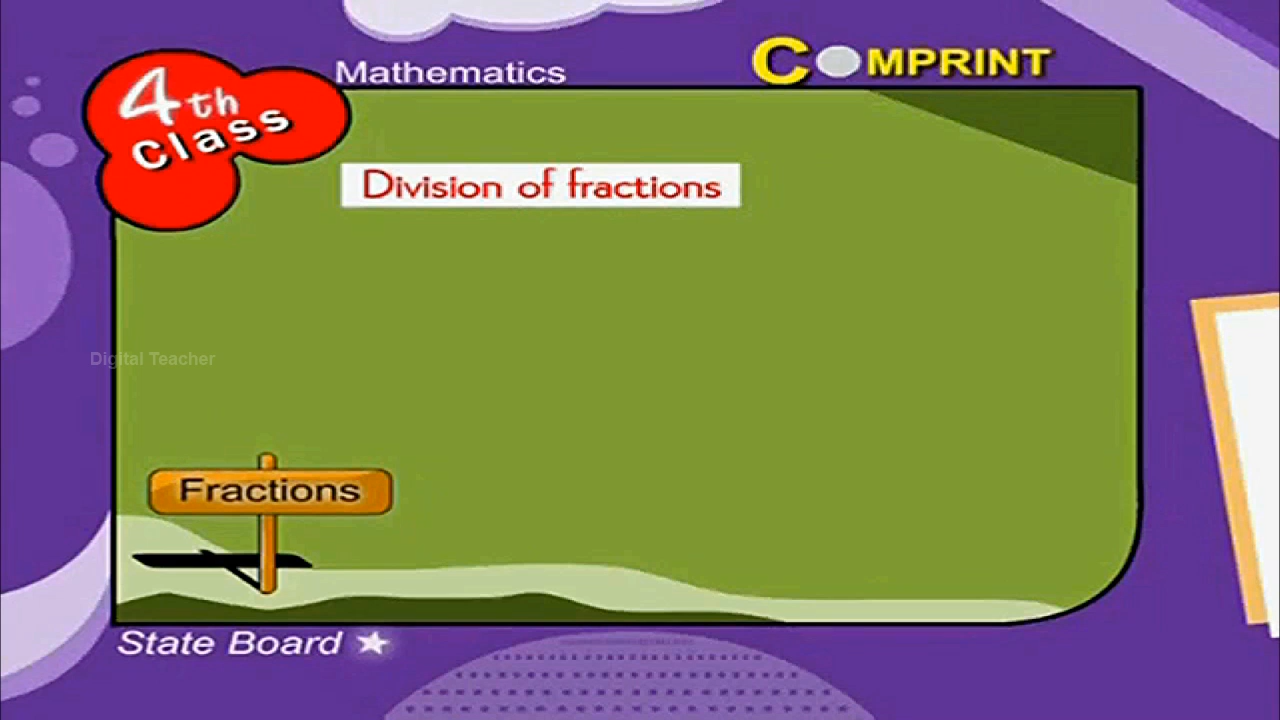 Mathematics
COMPRINT
4th
Class
Division of fractions
Digital Teacher
Fractions
State Board